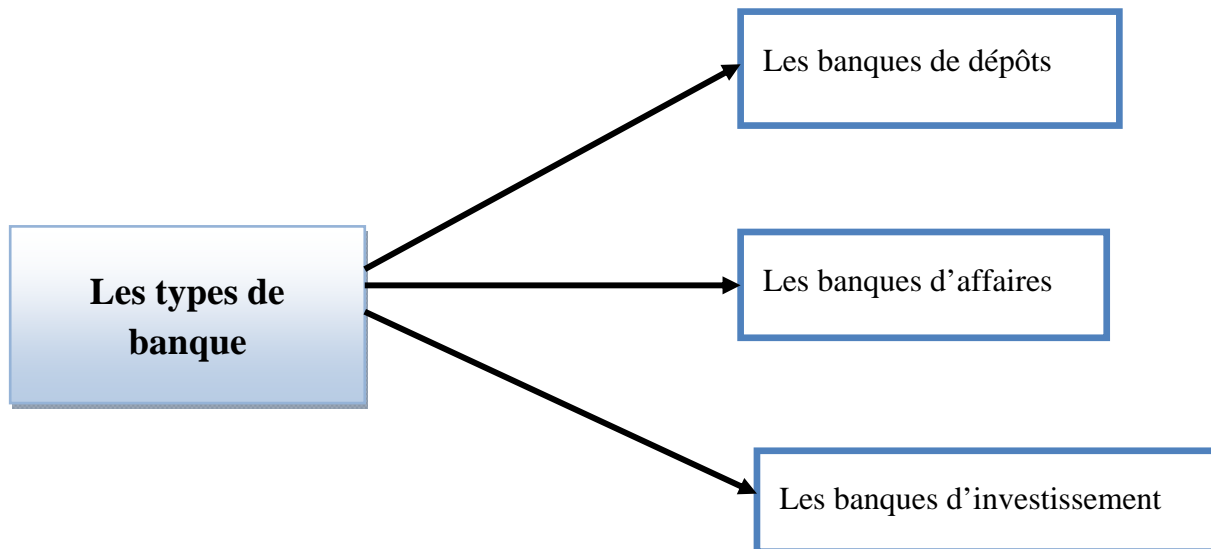 Les banques de dépôts
Les types de
banque
Les banques d’affaires
Les banques d’investissement